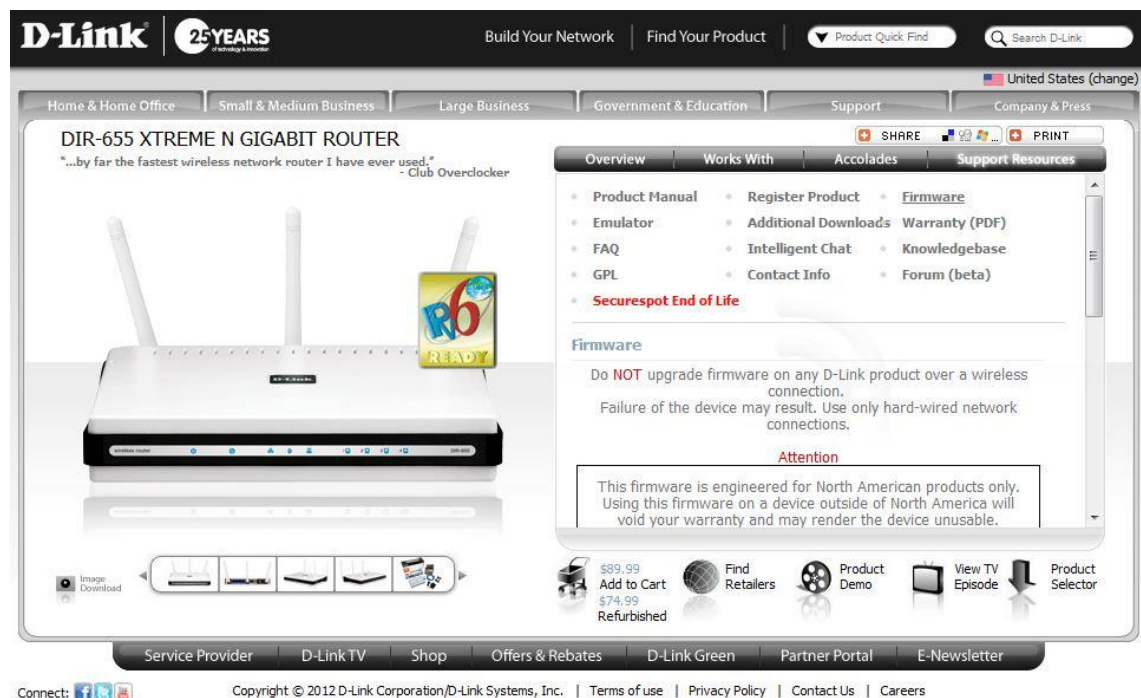 D-Link
25 YEARS
of technology & innovation
Build Your Network | Find Your Product | Product Quick Find
Search D-Link
United States (change)
Home & Home Office
Small & Medium Business
Large Business
Government & Education
Support
Company & Press
DIR-655 XTREME N GIGABIT ROUTER
"...by far the fastest wireless network router I have ever used."
- Club Overclocker
SHARE
PRINT
Overview
Works With
Accolades
Support Resources
Product Manual
Register Product
Firmware
Emulator
Additional Downloads
Warranty (PDF)
FAQ
Intelligent Chat
Knowledgebase
GPL
Contact Info
Forum (beta)
Securespot End of Life
Firmware
Do NOT upgrade firmware on any D-Link product over a wireless
connection.
Failure of the device may result. Use only hard-wired network
connections.
Attention
This firmware is engineered for North American products only.
Using this firmware on a device outside of North America will
void your warranty and may render the device unusable.
IPv6
READY
D-Link
wireless router
DIR-655
Image
Download
$89.99
Add to Cart
$74.99
Refurbished
Find
Retailers
Product
Demo
View TV
Episode
Product
Selector
Service Provider
D-Link TV
Shop
Offers & Rebates
D-Link Green
Partner Portal
E-Newsletter
Connect:
Copyright © 2012 D-Link Corporation/D-Link Systems, Inc. | Terms of use | Privacy Policy | Contact Us | Careers